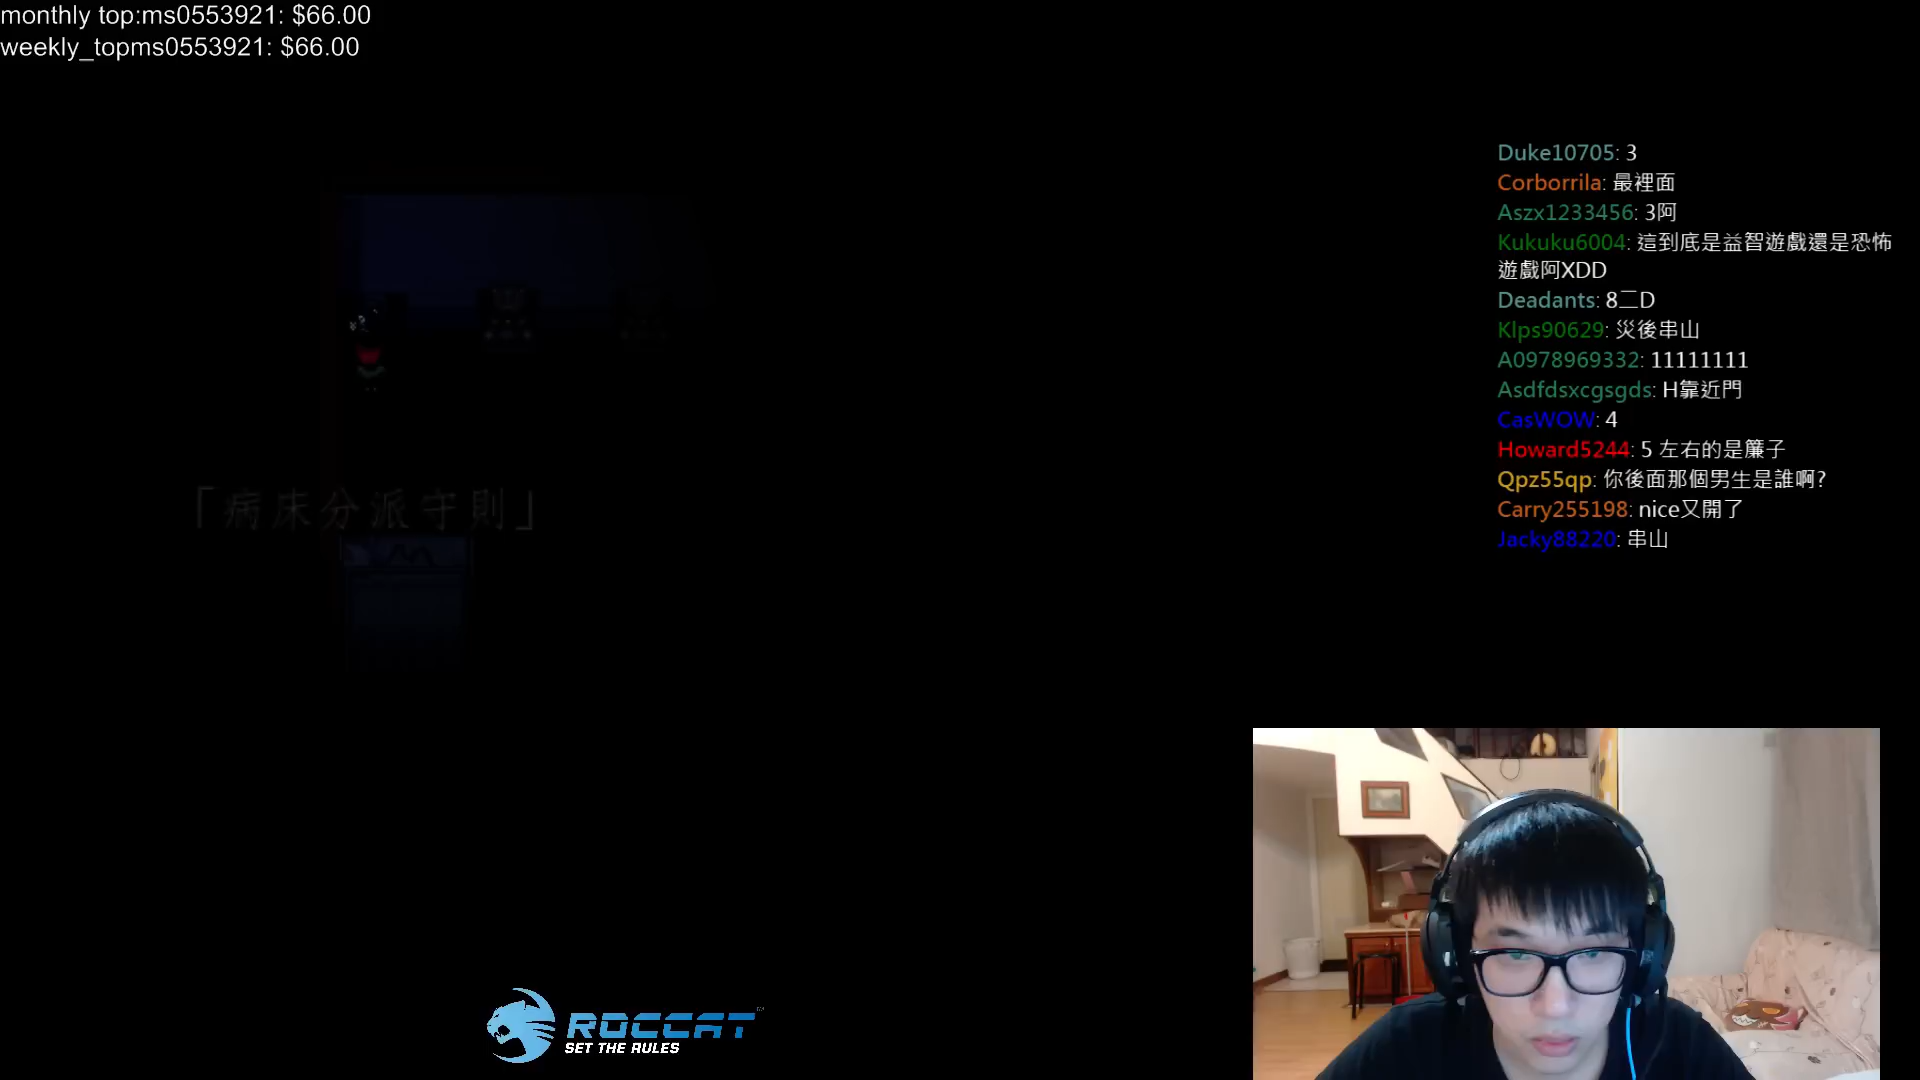 monthly top:ms0553921: $66.00
weekly_topms0553921: $66.00
Duke10705: 3
Corborrila: 最裡面
Aszx1233456: 3阿
Kukuku6004: 這到底是益智遊戲還是恐怖
遊戲阿XDD
Deadants: 8二D
Klps90629: 災後串山
A0978969332: 11111111
Asdfdsxcgsgds: H靠近門
CasWOW: 4
Howard5244: 5 左右的是簾子
Qpz55qp: 你後面那個男生是誰啊?
Carry255198: nice又開了
Jacky88220: 串山
「病床分派守則」
ROCCAT™
SET THE RULES